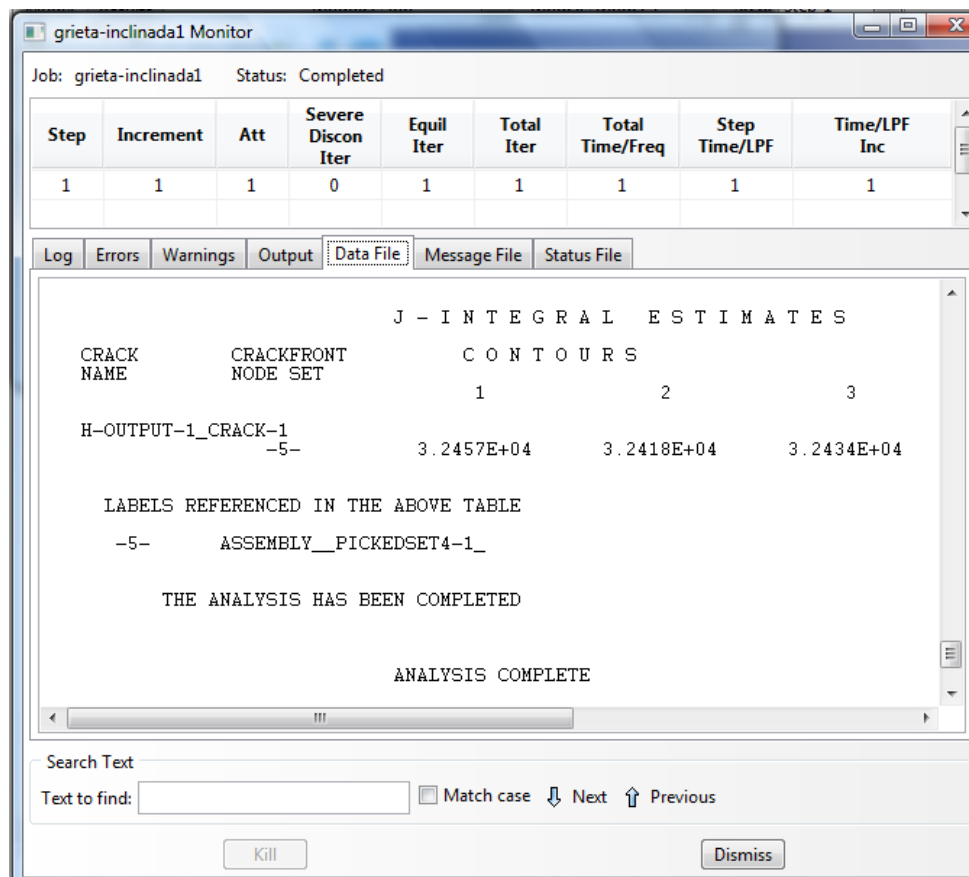 grieta-inclinada1 Monitor
Job: grieta-inclinada1 Status: Completed
Step Increment Att Severe Discon Iter Equil Iter Total Iter Total Time/Freq Step Time/LPF Time/LPF Inc
1 1 1 0 1 1 1 1 1
Log Errors Warnings Output Data File Message File Status File
J - I N T E G R A L   E S T I M A T E S
CRACK CRACKFRONT C O N T O U R S
NAME NODE SET
1 2 3
H-OUTPUT-1_CRACK-1
-5- 3.2457E+04 3.2418E+04 3.2434E+04
LABELS REFERENCED IN THE ABOVE TABLE
-5- ASSEMBLY__PICKEDSET4-1_
THE ANALYSIS HAS BEEN COMPLETED
ANALYSIS COMPLETE
Search Text
Text to find: Match case Next Previous
Kill Dismiss